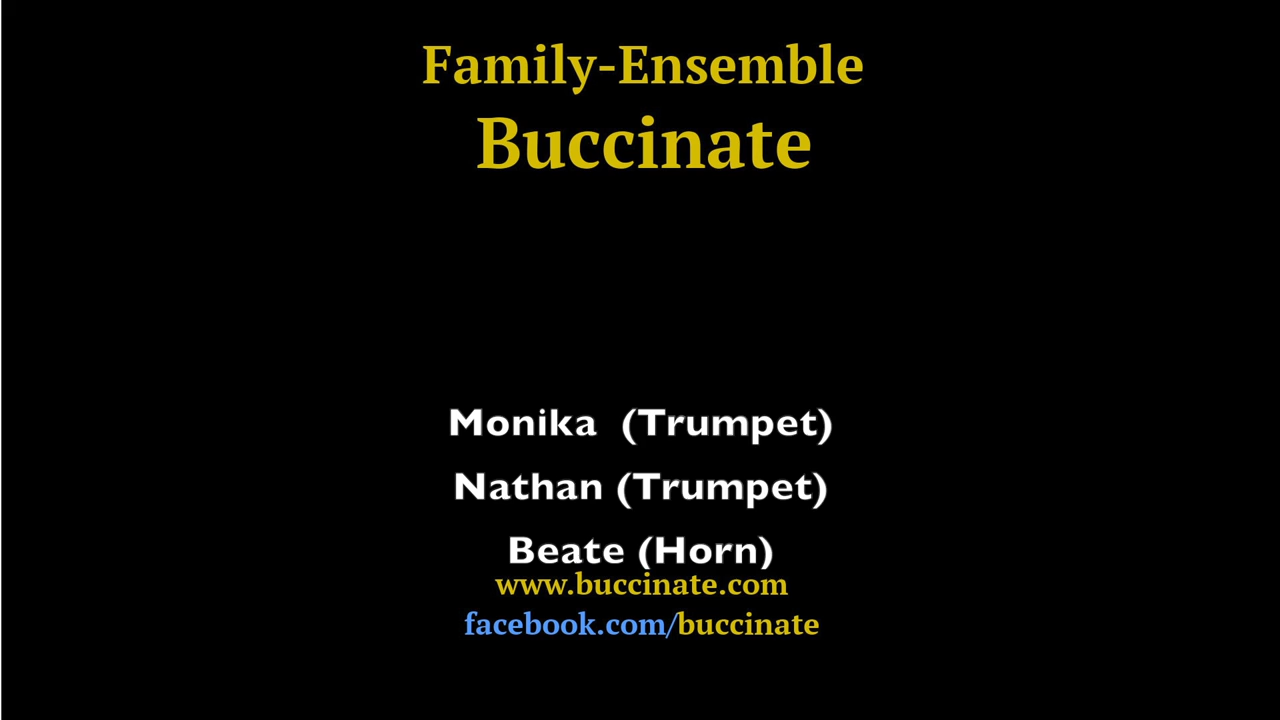 Family-Ensemble
Buccinate
Monika (Trumpet)
Nathan (Trumpet)
Beate (Horn)
www.buccinate.com
facebook.com/buccinate